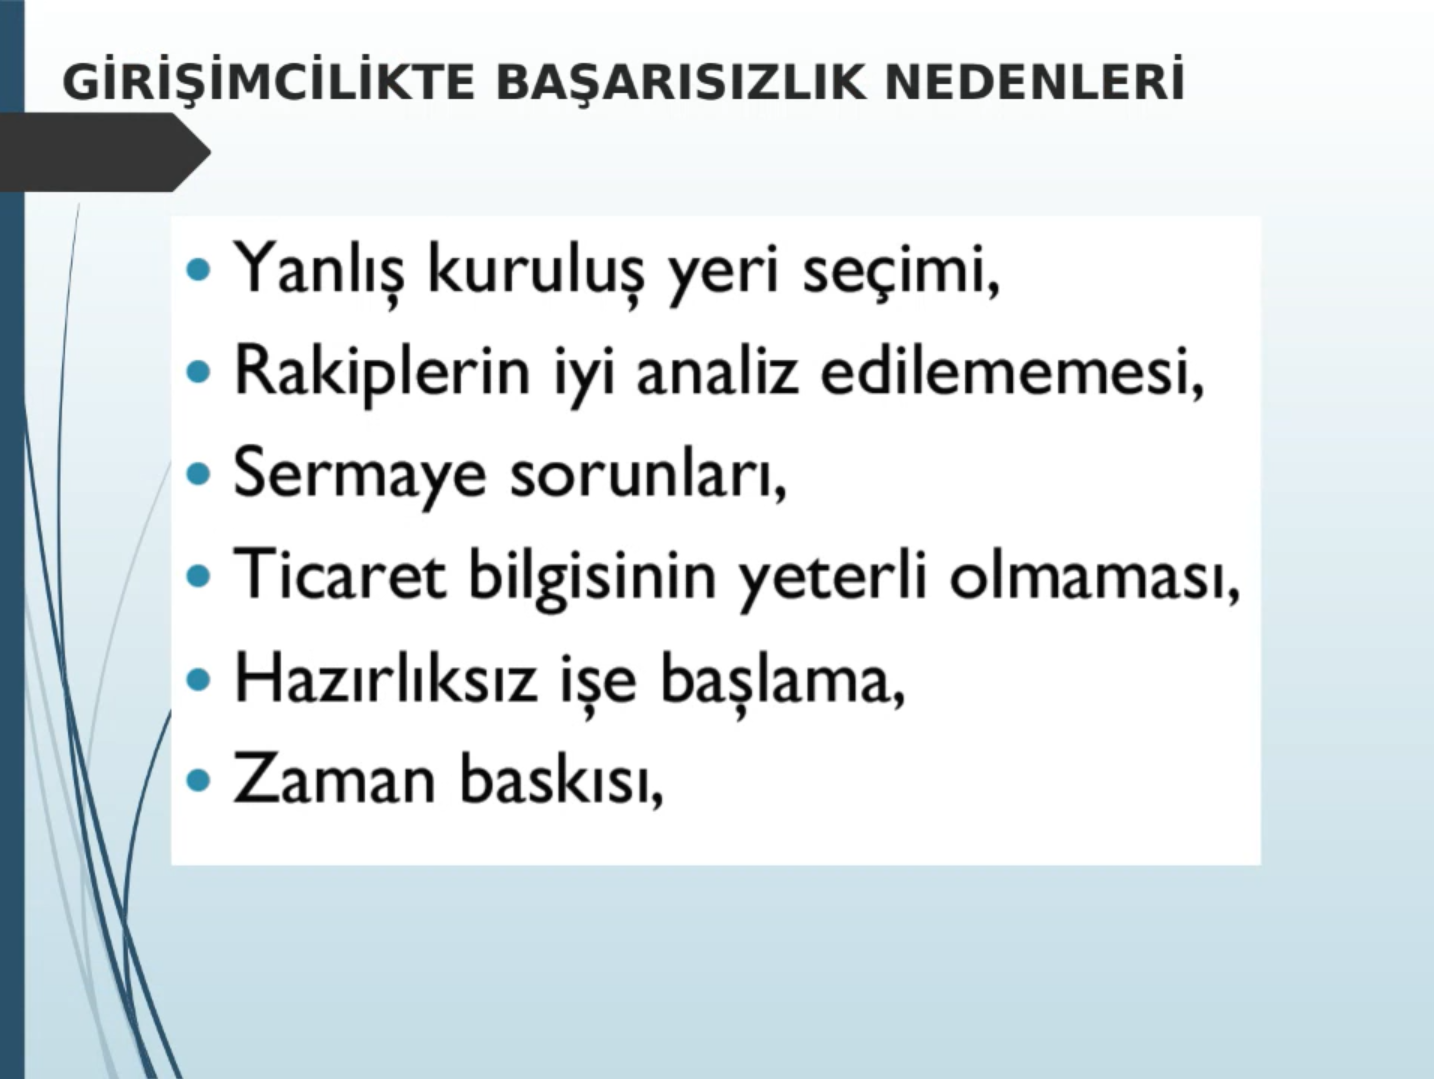 GİRİŞİMCİLİKTE BAŞARISIZLIK NEDENLERİ
• Yanlış kuruluş yeri seçimi,
• Rakiplerin iyi analiz edilememesi,
• Sermaye sorunları,
• Ticaret bilgisinin yeterli olmaması,
• Hazırlıksız işe başlama,
• Zaman baskısı,